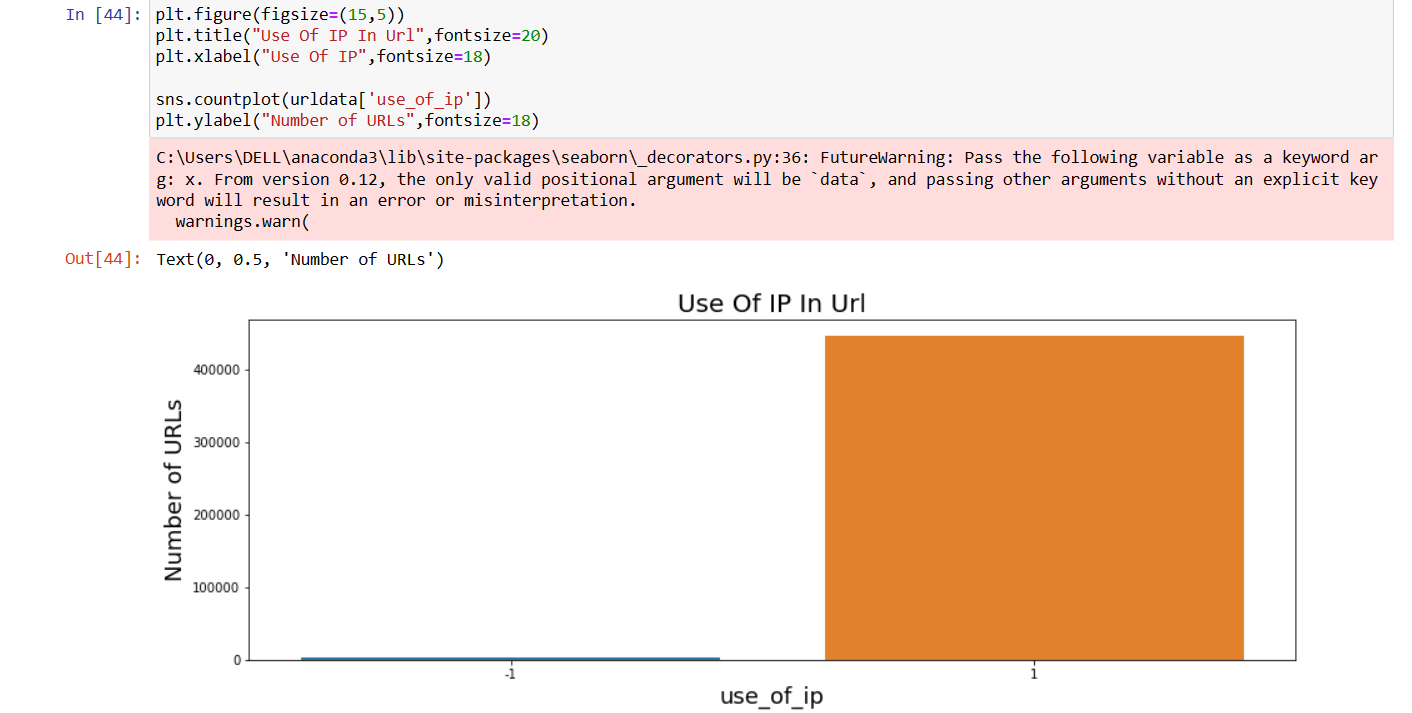 In [44]: plt.figure(figsize=(15,5))
plt.title("Use Of IP In Url",fontsize=20)
plt.xlabel("Use Of IP",fontsize=18)
sns.countplot(urldata['use_of_ip'])
plt.ylabel("Number of URLs",fontsize=18)
C:\Users\DELL\anaconda3\lib\site-packages\seaborn\_decorators.py:36: FutureWarning: Pass the following variable as a keyword ar
g: x. From version 0.12, the only valid positional argument will be `data`, and passing other arguments without an explicit key
word will result in an error or misinterpretation.
warnings.warn(
Out[44]: Text(0, 0.5, 'Number of URLs')
Use Of IP In Url
Number of URLs
400000
300000
200000
100000
0
-1 1
use_of_ip